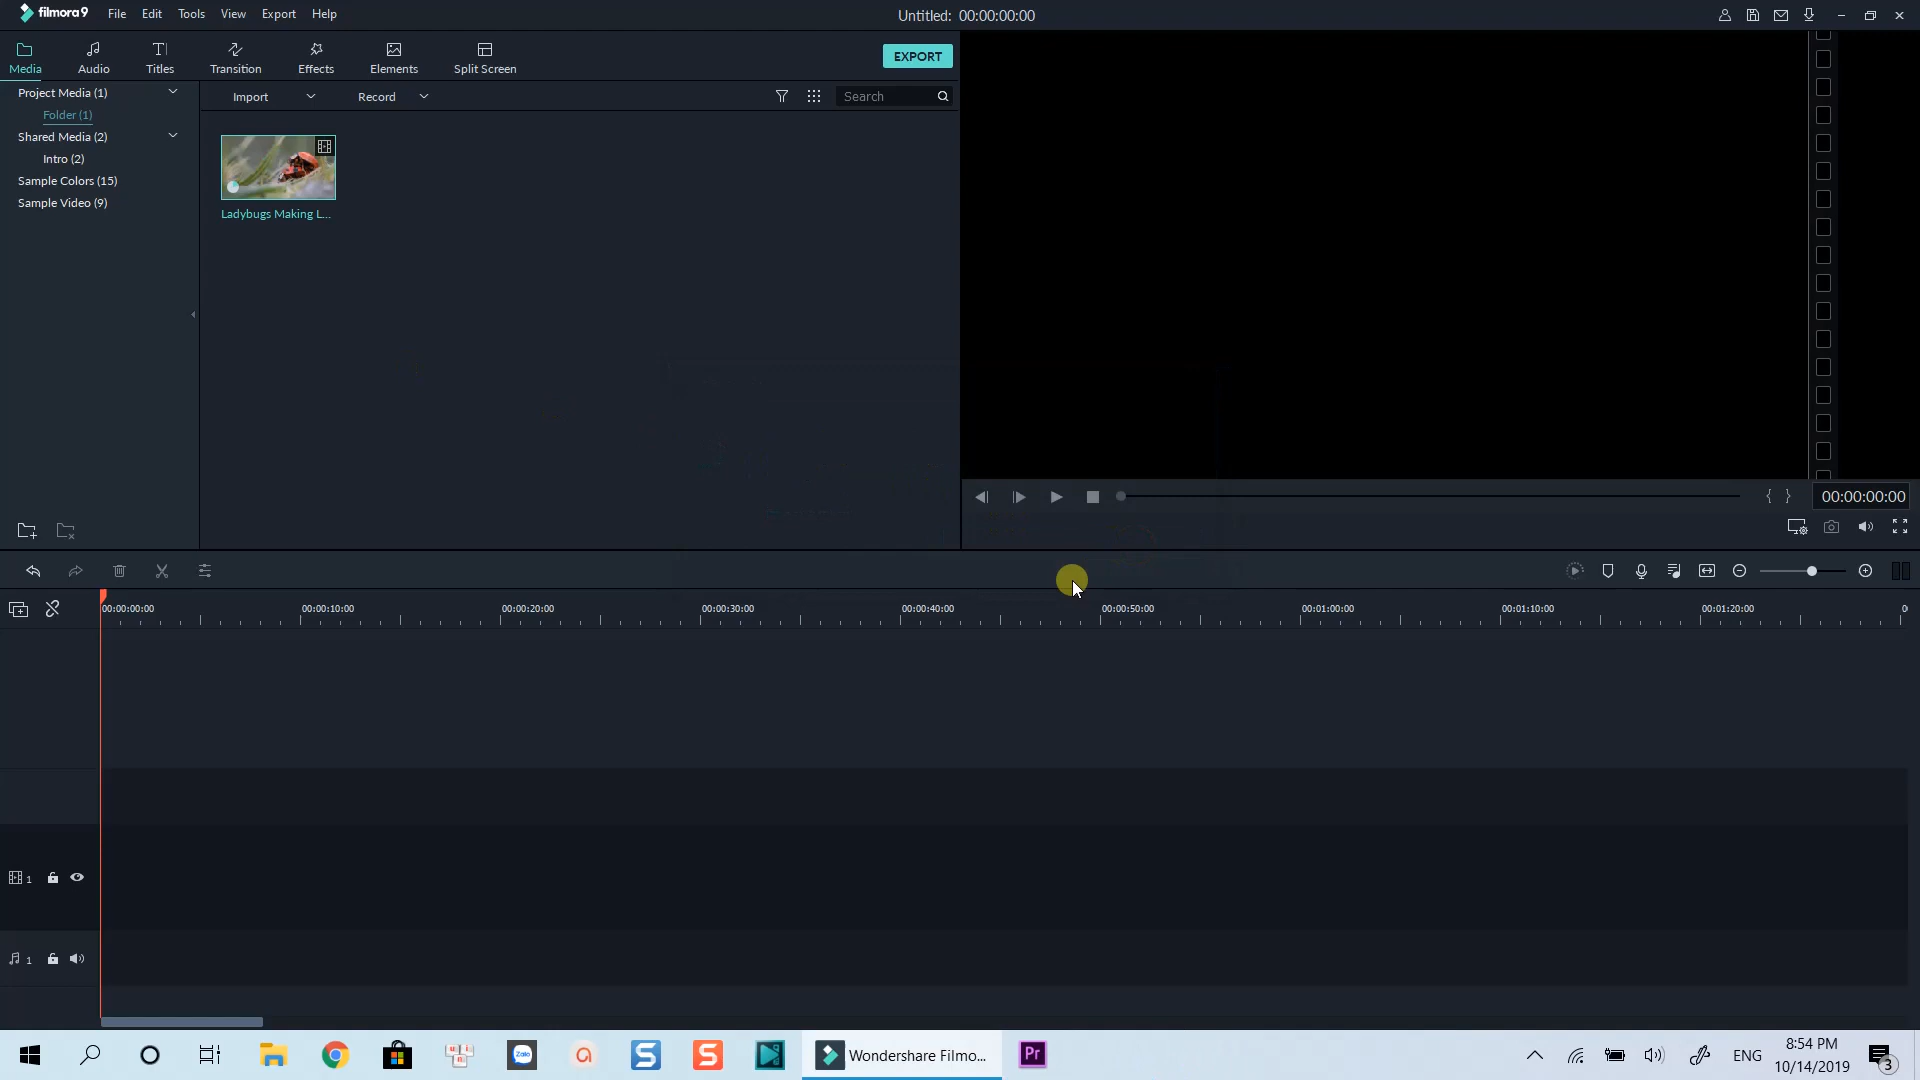 filmora9 File Edit Tools View Export Help
Untitled: 00:00:00:00
Media Audio Titles Transition Effects Elements Split Screen
EXPORT
Project Media (1)
Folder (1)
Shared Media (2)
Intro (2)
Sample Colors (15)
Sample Video (9)
Import Record Search
Ladybugs Making L...
00:00:00:00
00:00:00:00 00:00:10:00 00:00:20:00 00:00:30:00 00:00:40:00 00:00:50:00 00:01:00:00 00:01:10:00 00:01:20:00
1
1
Zalo
S
S
Wondershare Filmo...
Pr
ENG
8:54 PM
10/14/2019
3